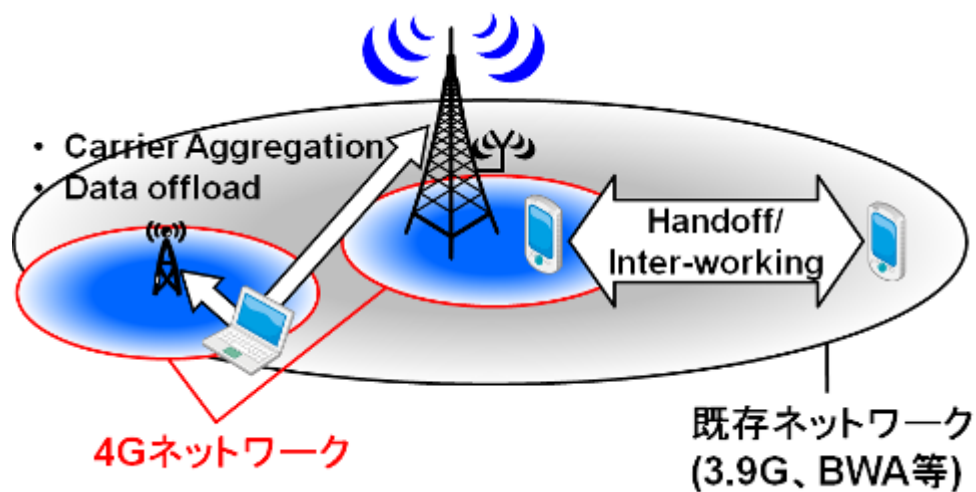 ・ Carrier Aggregation
・ Data offload
Handoff/
Inter-working
4Gネットワーク
既存ネットワーク
(3.9G、BWA等)